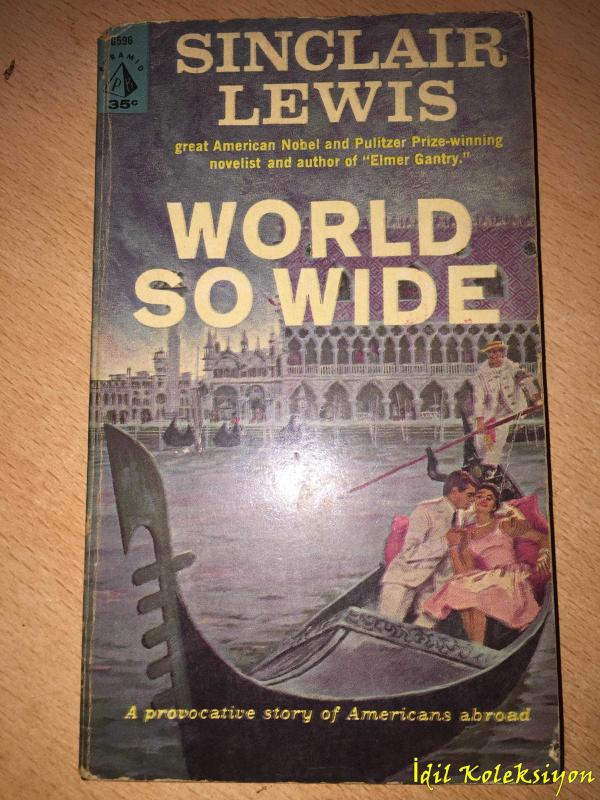 G596
PYRAMID
35c
SINCLAIR
LEWIS
great American Nobel and Pulitzer Prize-winning
novelist and author of "Elmer Gantry."
WORLD
SO WIDE
A provocative story of Americans abroad
İdil Koleksiyon